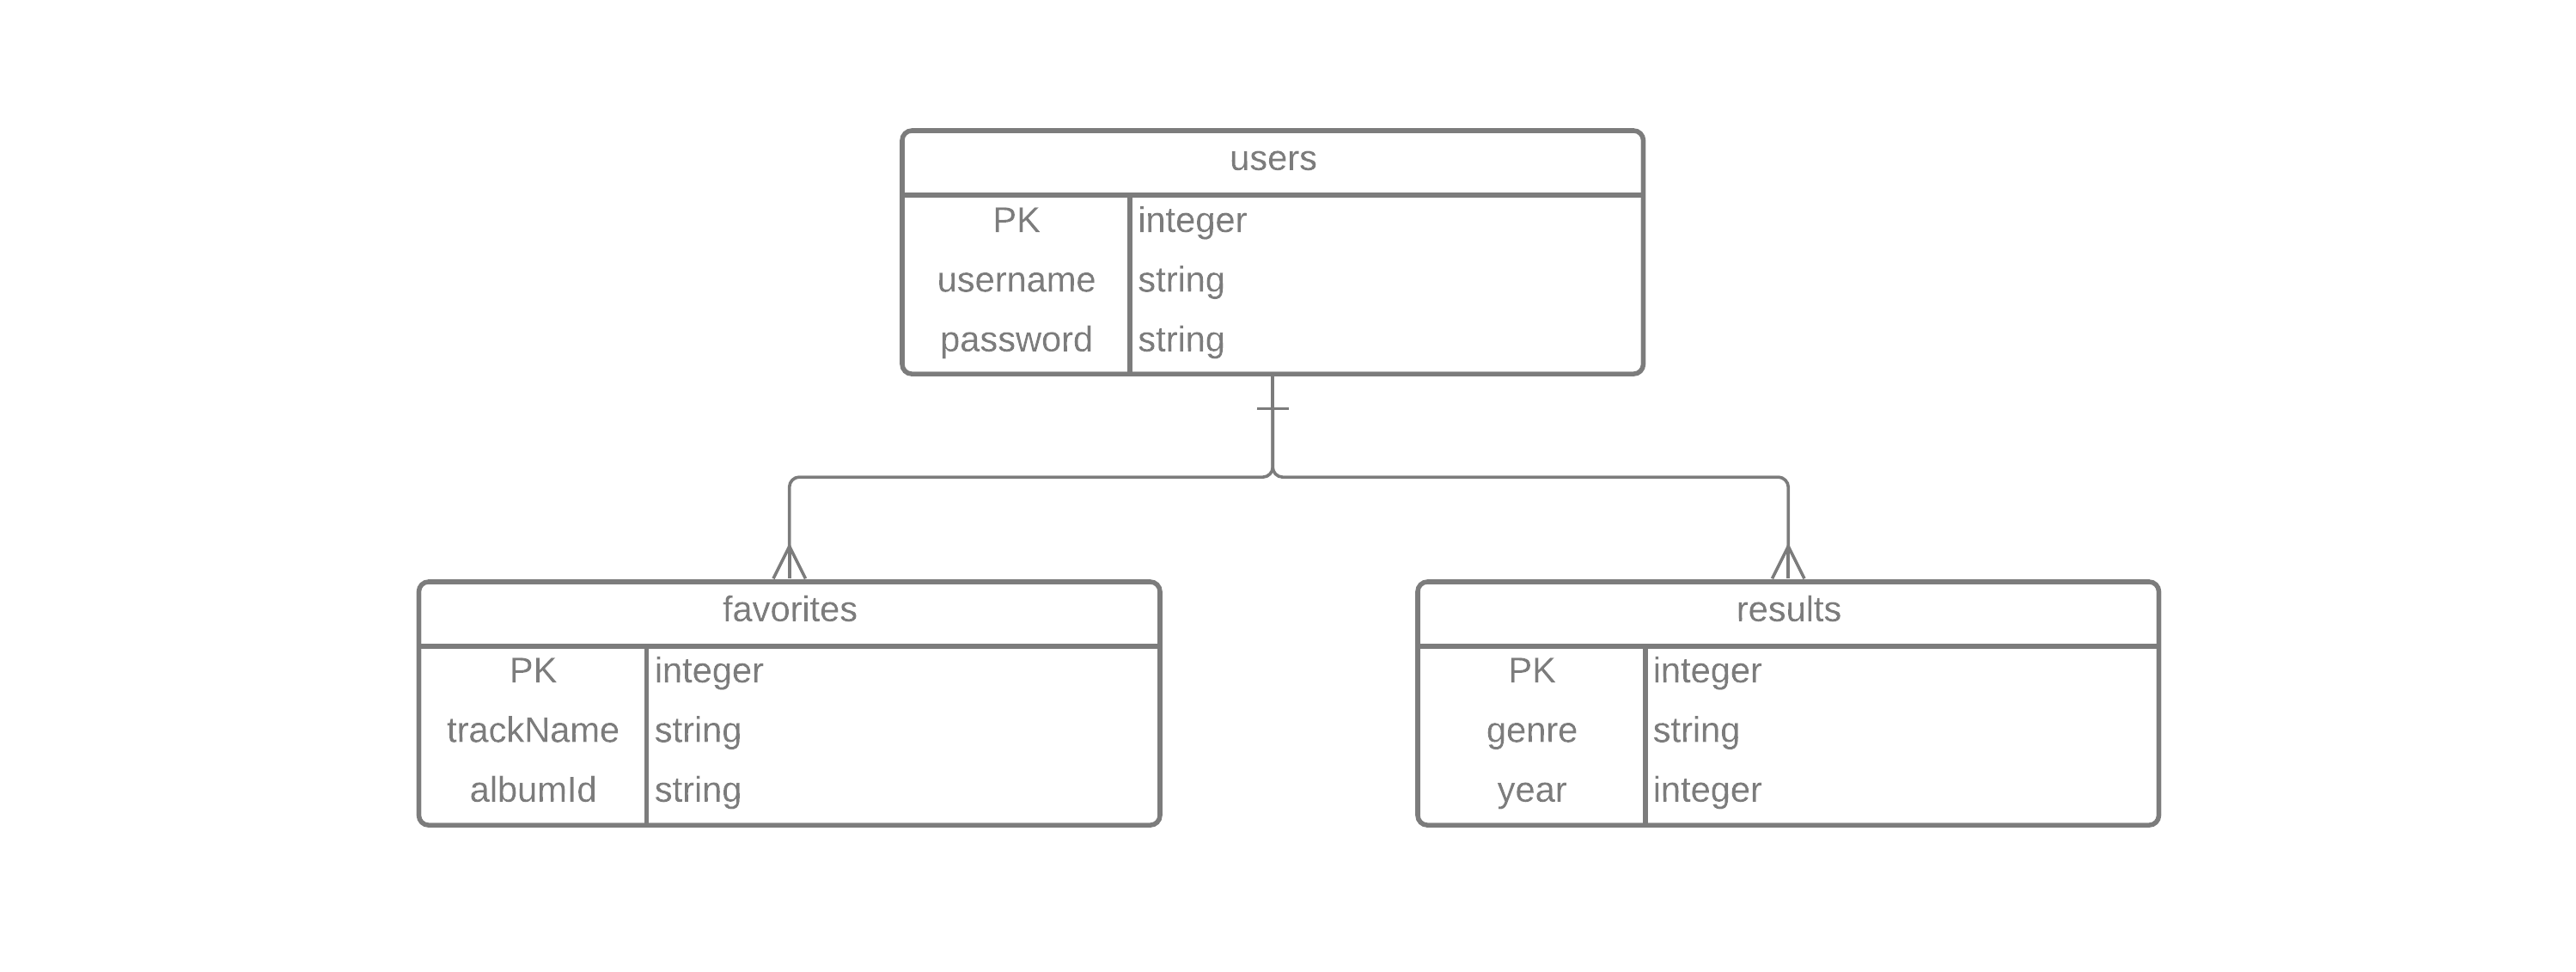 users
PK integer
username string
password string
favorites
PK integer
trackName string
albumId string
results
PK integer
genre string
year integer